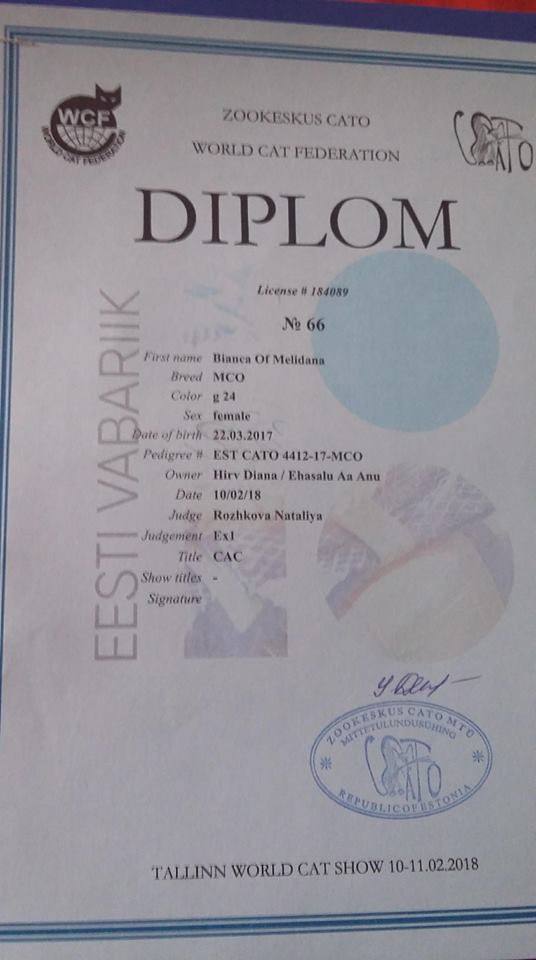 WCF
WORLD CAT FEDERATION
ZOOKESKUS CATO
WORLD CAT FEDERATION
CATO
DIPLOM
License # 184089
№ 66
EESTI VABARIIK
First name Bianca Of Melidana
Breed MCO
Color g 24
Sex female
Date of birth 22.03.2017
Pedigree # EST CATO 4412-17-MCO
Owner Hirv Diana / Ehasalu Aa Anu
Date 10/02/18
Judge Rozhkova Nataliya
Judgement Ex1
Title CAC
Show titles -
Signature
ZOOKESKUS CATO MTÜ
MITTETULUNDUSÜHING
CATO
REPUBLIC OF ESTONIA
TALLINN WORLD CAT SHOW 10-11.02.2018